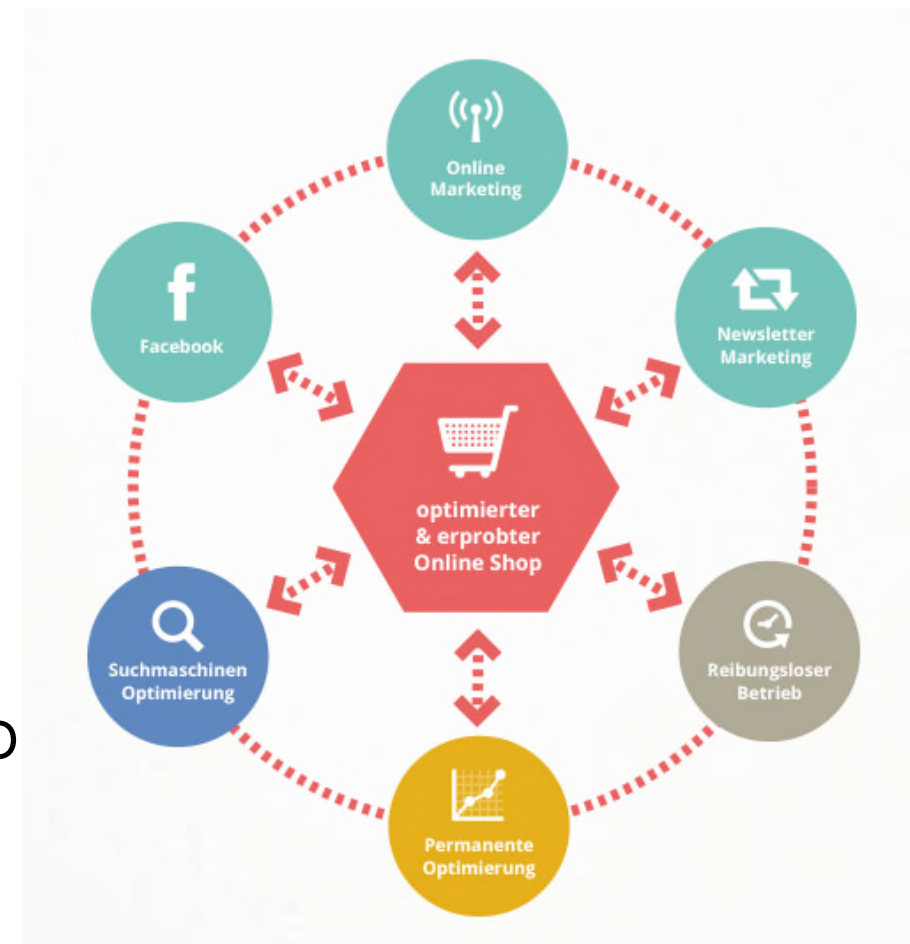 Online
Marketing
Facebook
Newsletter
Marketing
optimierter
& erprobter
Online Shop
Suchmaschinen
Optimierung
Reibungsloser
Betrieb
Permanente
Optimierung